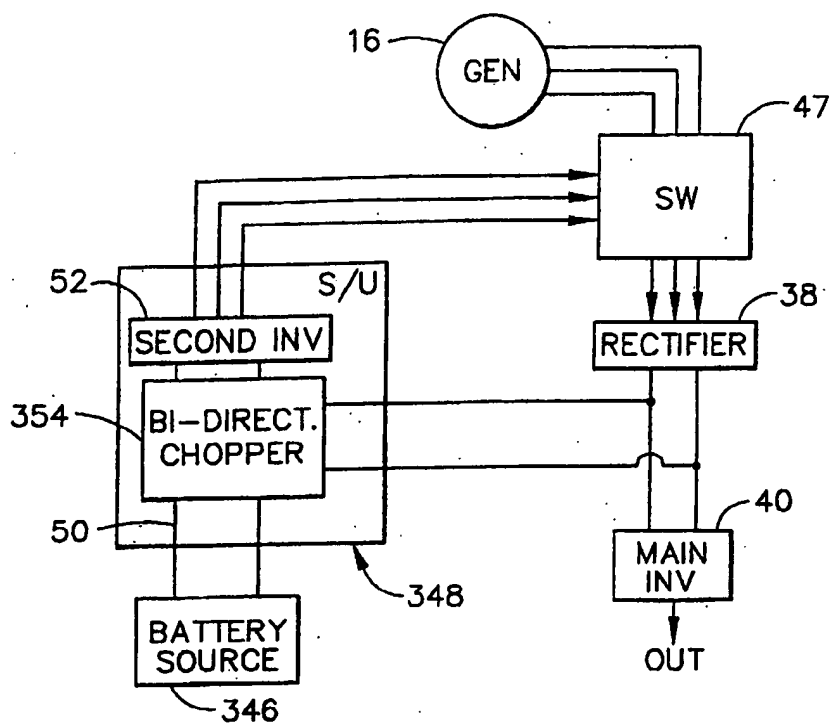 16
GEN
47
SW
52
S/U
38
SECOND INV
RECTIFIER
354
BI-DIRECT.
CHOPPER
50
40
MAIN
INV
348
BATTERY
SOURCE
OUT
346